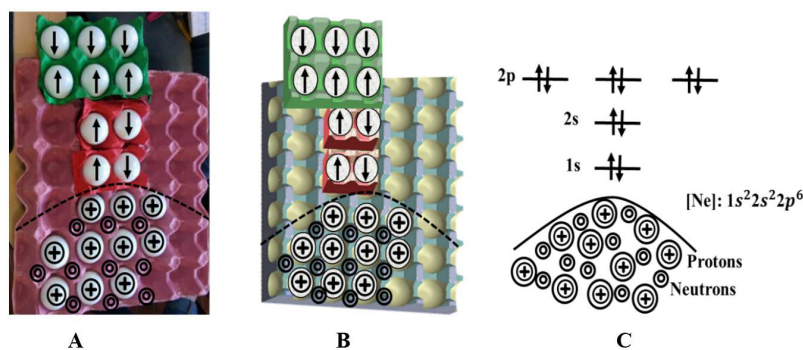 2p
2s
1s
[Ne]: 1s²2s²2p⁶
Protons
Neutrons
A B C